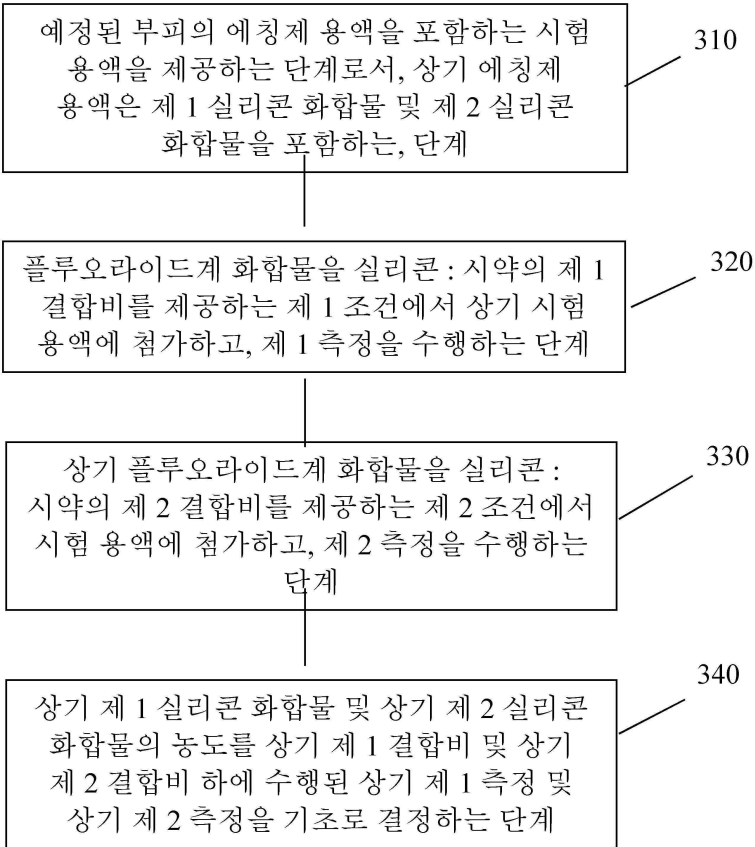 예정된 부피의 에칭제 용액을 포함하는 시험
용액을 제공하는 단계로서, 상기 에칭제
용액은 제 1 실리콘 화합물 및 제 2 실리콘
화합물을 포함하는, 단계
310
플루오라이드계 화합물을 실리콘 : 시약의 제 1
결합비를 제공하는 제 1 조건에서 상기 시험
용액에 첨가하고, 제 1 측정을 수행하는 단계
320
상기 플루오라이드계 화합물을 실리콘 :
시약의 제 2 결합비를 제공하는 제 2 조건에서
시험 용액에 첨가하고, 제 2 측정을 수행하는
단계
330
상기 제 1 실리콘 화합물 및 상기 제 2 실리콘
화합물의 농도를 상기 제 1 결합비 및 상기
제 2 결합비 하에 수행된 상기 제 1 측정 및
상기 제 2 측정을 기초로 결정하는 단계
340